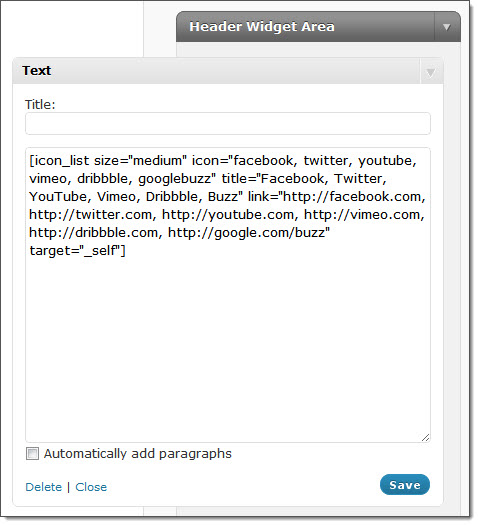 Header Widget Area
Text
Title:
[icon_list size="medium" icon="facebook, twitter, youtube,
vimeo, dribbble, googlebuzz" title="Facebook, Twitter,
YouTube, Vimeo, Dribbble, Buzz" link="http://facebook.com,
http://twitter.com, http://youtube.com, http://vimeo.com,
http://dribbble.com, http://google.com/buzz"
target="_self"]
Automatically add paragraphs
Delete | Close
Save